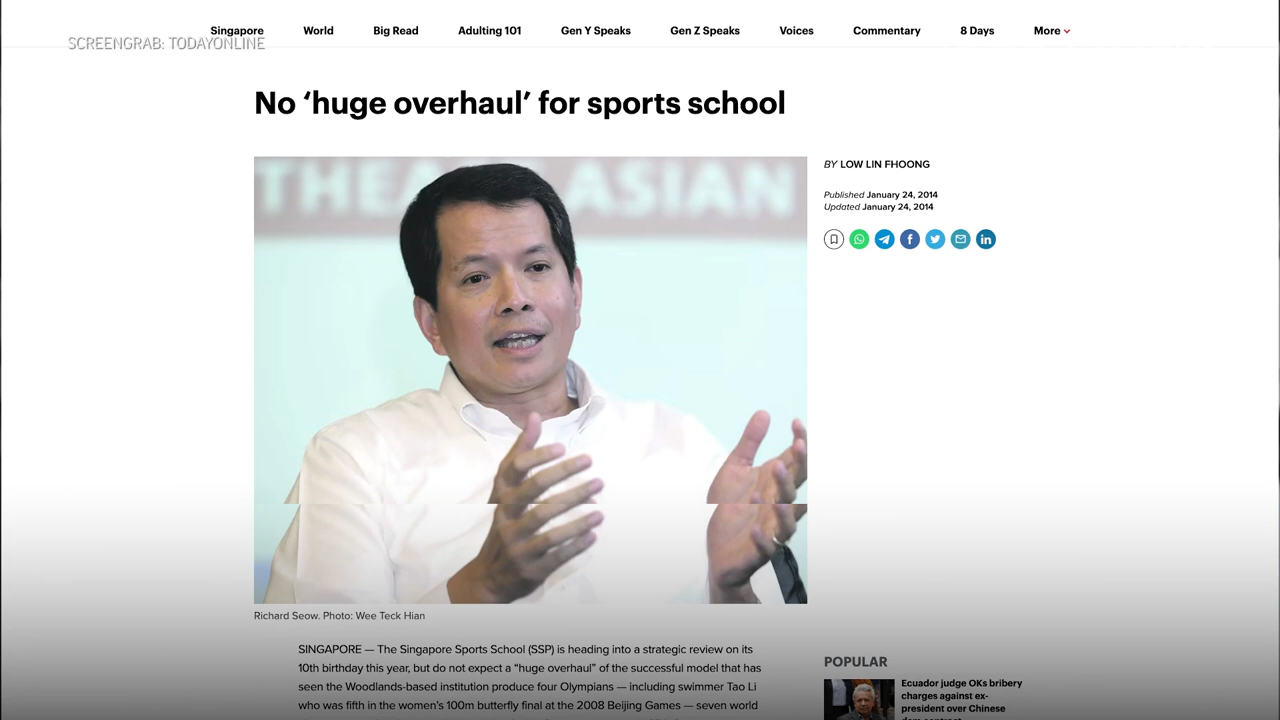 Singapore World Big Read Adulting 101 Gen Y Speaks Gen Z Speaks Voices Commentary 8 Days More
SCREENGRAB: TODAYONLINE
No ‘huge overhaul’ for sports school
THE ASIAN
BY LOW LIN FHOONG
Published January 24, 2014
Updated January 24, 2014
Richard Seow. Photo: Wee Teck Hian
SINGAPORE — The Singapore Sports School (SSP) is heading into a strategic review on its
10th birthday this year, but do not expect a “huge overhaul” of the successful model that has
seen the Woodlands-based institution produce four Olympians — including swimmer Tao Li
who was fifth in the women’s 100m butterfly final at the 2008 Beijing Games — seven world
POPULAR
Ecuador judge OKs bribery
charges against ex-
president over Chinese